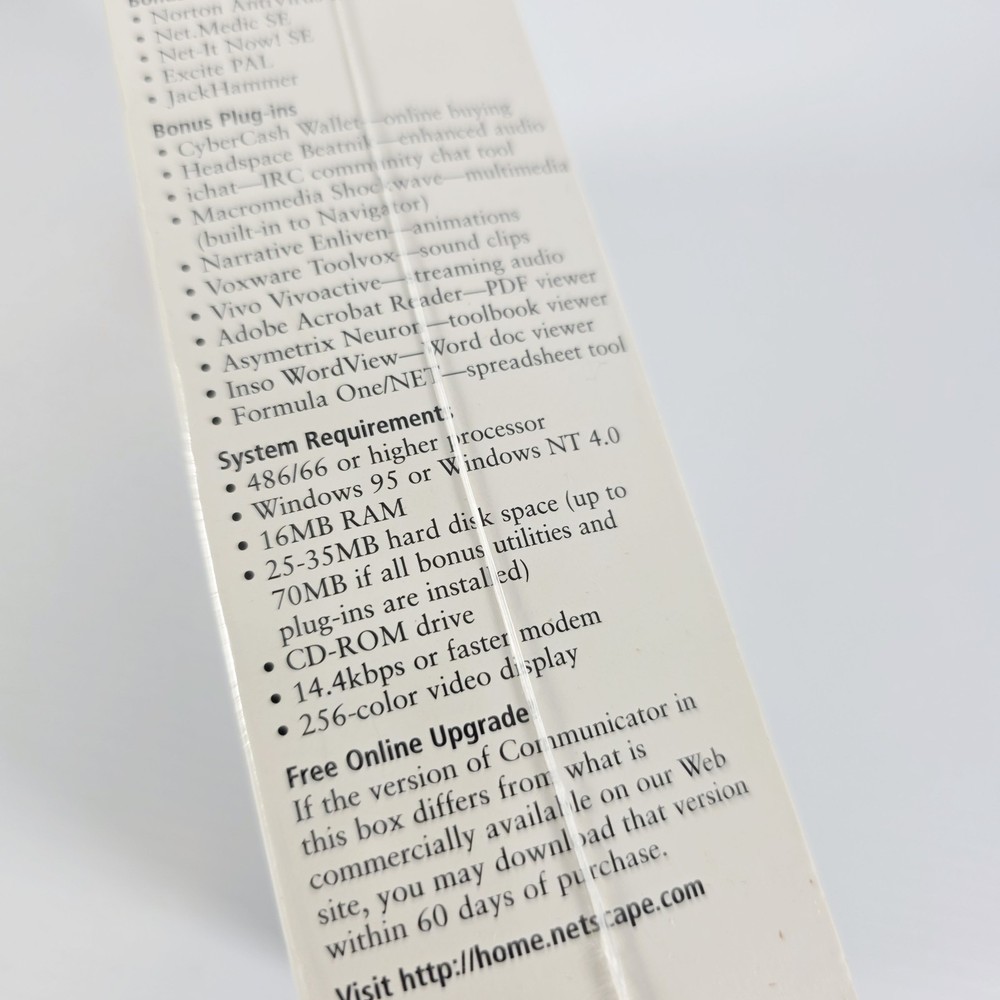 • Norton AntiVirus
• Net.Medic SE
• Net-It Now! SE
• Excite PAL
• JackHammer
Bonus Plug-ins
• CyberCash Wallet—online buying
• Headspace Beatnik—enhanced audio
• ichat—IRC community chat tool
• Macromedia Shockwave—multimedia
(built-in to Navigator)
• Narrative Enliven—animations
• Voxware Toolvox—sound clips
• Vivo Vivoactive—streaming audio
• Adobe Acrobat Reader—PDF viewer
• Asymetrix Neuron—toolbook viewer
• Inso WordView—Word doc viewer
• Formula One/NET—spreadsheet tool
System Requirements
• 486/66 or higher processor
• Windows 95 or Windows NT 4.0
• 16MB RAM
• 25-35MB hard disk space (up to
70MB if all bonus utilities and
plug-ins are installed)
• CD-ROM drive
• 14.4kbps or faster modem
• 256-color video display
Free Online Upgrade
If the version of Communicator in
this box differs from what is
commercially available on our Web
site, you may download that version
within 60 days of purchase.
Visit http://home.netscape.com